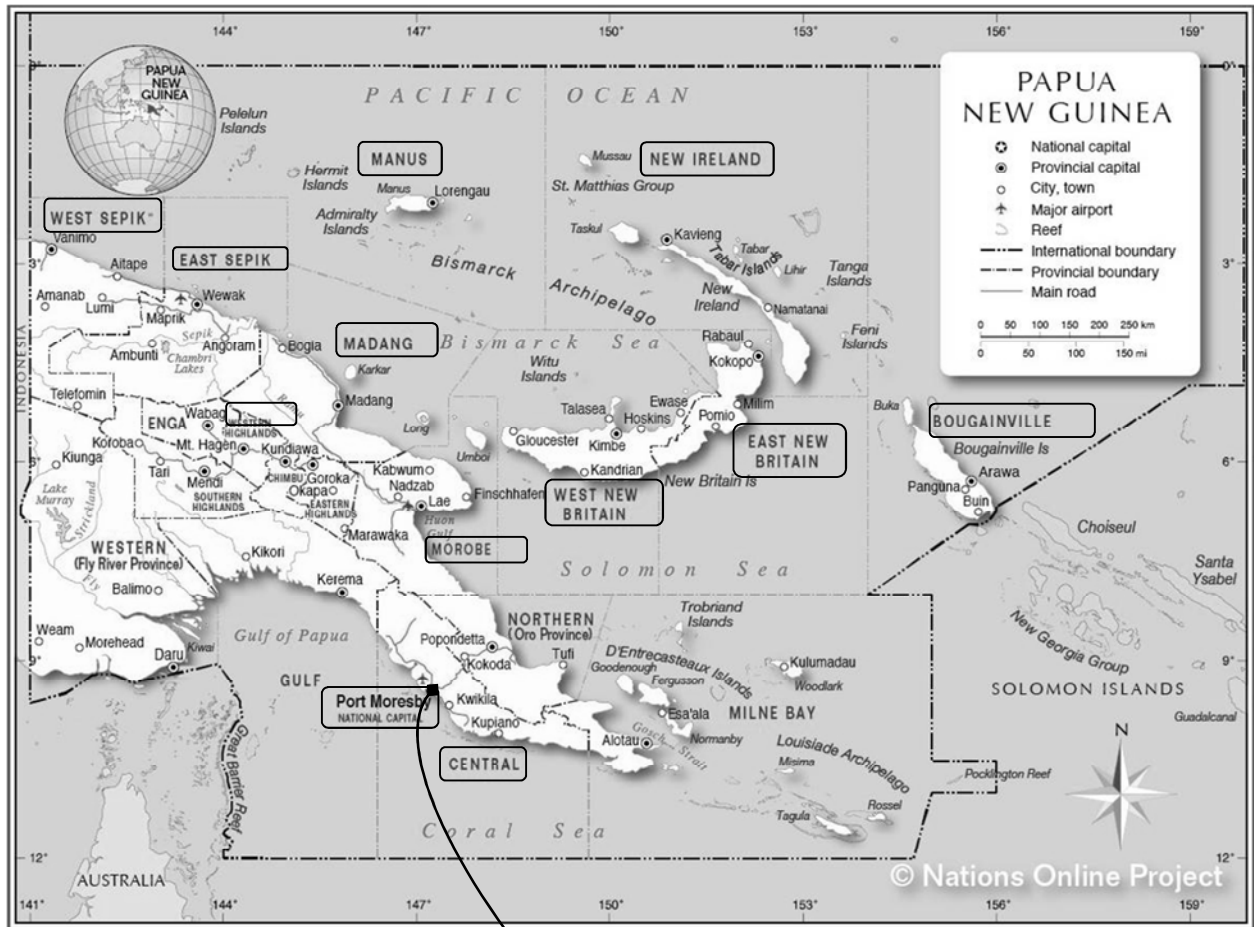 144°
147°
150°
153°
156°
159°
0°
0°
PAPUA
NEW GUINEA
Pelelun
Islands
PACIFIC OCEAN
PAPUA
NEW GUINEA
National capital
Provincial capital
City, town
Major airport
Reef
International boundary
Provincial boundary
Main road
0 50 100 150 200 250 km
0 50 100 150 mi
MANUS
NEW IRELAND
Mussau
St. Matthias Group
Hermit
Islands
Manus
Lorengau
Admiralty
Islands
WEST SEPIK
Vanimo
EAST SEPIK
Aitape
3°
Taskul
Kavieng
Tabar
Tabar Islands
Lihir
Tanga
Islands
New
Ireland
Namatanai
Bismarck
Archipelago
Bismarck Sea
Amanab
Lumi
Maprik
Wewak
Sepik
Angoram
Ambunti
Chambri
Lakes
Bogia
MADANG
Karkar
Witu
Islands
Rabaul
Kokopo
Feni
Islands
INDONESIA
Telefomin
Wabag
ENGA
WESTERN
HIGHLANDS
Ramu
Madang
Long
Umboi
Talasea
Hoskins
Ewase
Pomio
Milim
Gloucester
Kimbe
Kandrian
EAST NEW
BRITAIN
New Britain Is
WEST NEW
BRITAIN
Buka
BOUGAINVILLE
Bougainville Is
Arawa
Panguna
Buin
6°
6°
3°
Koroba
Mt. Hagen
Kundiawa
Kiunga
Tari
Mendi
CHIMBU
Goroka
Okapa
SOUTHERN
HIGHLANDS
EASTERN
HIGHLANDS
Kabwum
Nadzab
Lae
Finschhafen
Huon
Gulf
Marawaka
MOROBE
Lake
Murray
Strickland
WESTERN
(Fly River Province)
Fly
Balimo
Kikori
Kerema
Solomon Sea
Choiseul
Santa
Ysabel
New Georgia Group
SOLOMON ISLANDS
Guadalcanal
Weam
Morehead
Daru
Kiwai
Gulf of Papua
GULF
NORTHERN
(Oro Province)
Popondetta
Kokoda
Tufi
Trobriand
Islands
D'Entrecasteaux Islands
Goodenough
Fergusson
Kulumadau
Woodlark
9°
9°
Port Moresby
NATIONAL CAPITAL
Kwikila
Kupiano
CENTRAL
Esa'ala
Normanby
MILNE BAY
Alotau
Gosch
Strait
Louisiade Archipelago
Misima
Rossel
Tagula
Pocklington Reef
N
Great Barrier Reef
Coral Sea
AUSTRALIA
12°
12°
© Nations Online Project
141°
144°
147°
150°
153°
156°
159°